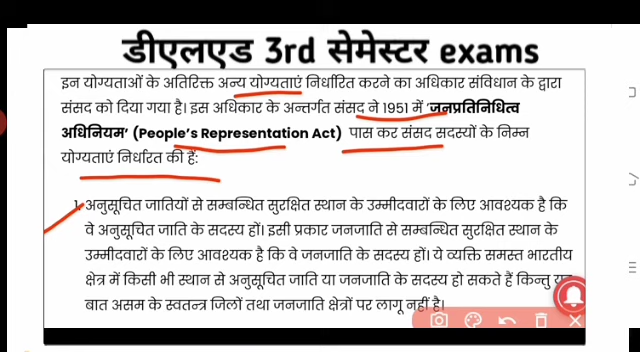 डीएलएड 3rd सेमेस्टर exams
इन योग्यताओं के अतिरिक्त अन्य योग्यताएं निर्धारित करने का अधिकार संविधान के द्वारा
संसद को दिया गया है। इस अधिकार के अन्तर्गत संसद ने 1951 में 'जनप्रतिनिधित्व
अधिनियम' (People's Representation Act) पास कर संसद सदस्यों के निम्न
योग्यताएं निर्धारत की हैं:
1. अनुसूचित जातियों से सम्बन्धित सुरक्षित स्थान के उम्मीदवारों के लिए आवश्यक है कि
वे अनुसूचित जाति के सदस्य हों। इसी प्रकार जनजाति से सम्बन्धित सुरक्षित स्थान के
उम्मीदवारों के लिए आवश्यक है कि वे जनजाति के सदस्य हों। ये व्यक्ति समस्त भारतीय
क्षेत्र में किसी भी स्थान से अनुसूचित जाति या जनजाति के सदस्य हो सकते हैं किन्तु
बात असम के स्वतन्त्र जिलों तथा जनजाति क्षेत्रों पर लागू नहीं है।